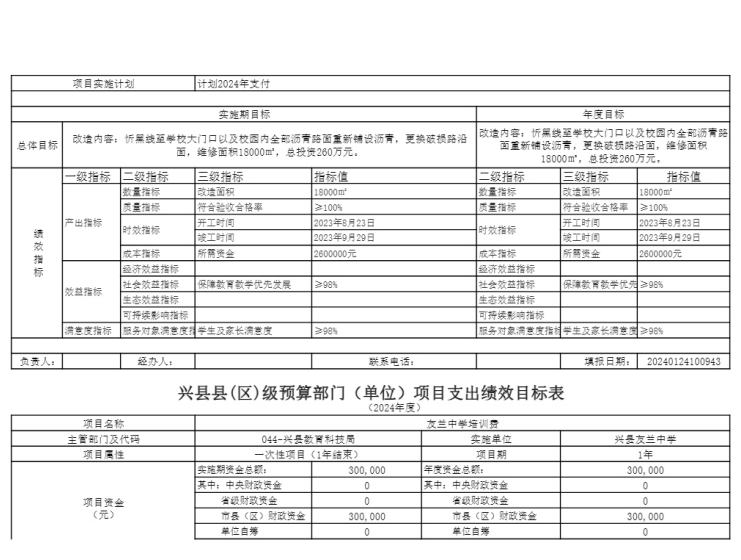 项目实施计划 计划2024年支付
实施期目标 年度目标
总体目标 改造内容：忻黑线至学校大门口以及校园内全部沥青路面重新铺设沥青，更换破损路沿面，维修面积18000㎡，总投资260万元。 改造内容：忻黑线至学校大门口以及校园内全部沥青路面重新铺设沥青，更换破损路沿面，维修面积18000㎡，总投资260万元。
绩效指标 一级指标 二级指标 三级指标 指标值 二级指标 三级指标 指标值
产出指标 数量指标 改造面积 18000㎡ 数量指标 改造面积 18000㎡
质量指标 符合验收合格率 ≥100% 质量指标 符合验收合格率 ≥100%
时效指标 开工时间 2023年8月23日 时效指标 开工时间 2023年8月23日
竣工时间 2023年9月29日 竣工时间 2023年9月29日
成本指标 所需资金 2600000元 成本指标 所需资金 2600000元
效益指标 经济效益指标 经济效益指标
社会效益指标 保障教育教学优先发展 ≥98% 社会效益指标 保障教育教学优先 ≥98%
生态效益指标 生态效益指标
可持续影响指标 可持续影响指标
满意度指标 服务对象满意度指 学生及家长满意度 ≥98% 服务对象满意度指标 学生及家长满意度 ≥98%
负责人： 经办人： 联系电话： 填报日期： 20240124100943
兴县县(区)级预算部门（单位）项目支出绩效目标表
（2024年度）
项目名称 友兰中学培训费
主管部门及代码 044-兴县教育科技局 实施单位 兴县友兰中学
项目属性 一次性项目（1年结束） 项目期 1年
项目资金（元） 实施期资金总额： 300,000 年度资金总额： 300,000
其中：中央财政资金 0 其中：中央财政资金 0
省级财政资金 0 省级财政资金 0
市县（区）财政资金 300,000 市县（区）财政资金 300,000
单位自筹 0 单位自筹 0